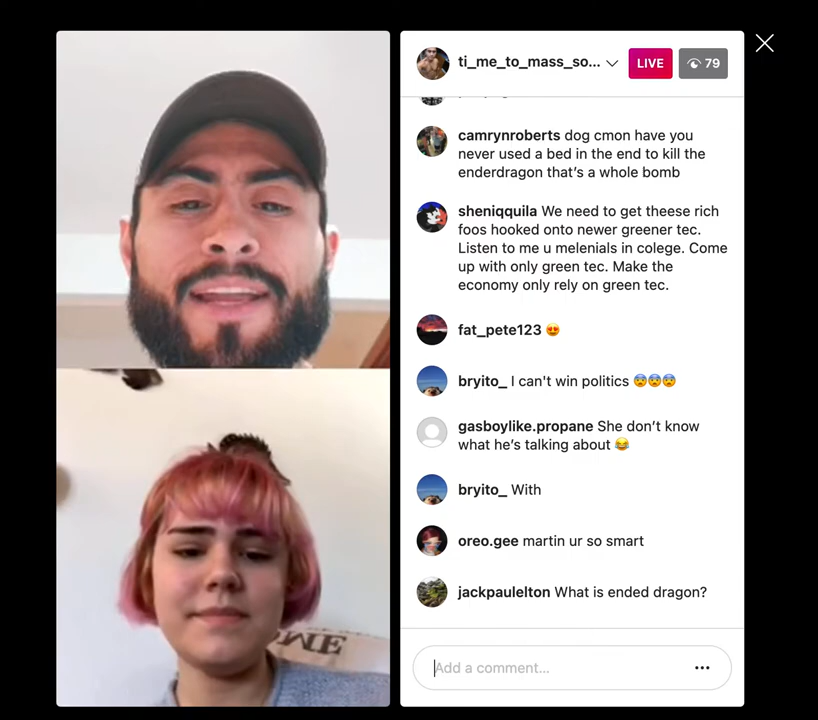 ti_me_to_mass_so...
LIVE
79
camrynroberts dog cmon have you
never used a bed in the end to kill the
enderdragon that's a whole bomb
sheniqquila We need to get theese rich
foos hooked onto newer greener tec.
Listen to me u melenials in colege. Come
up with only green tec. Make the
economy only rely on green tec.
fat_pete123 😍
bryito_ I can't win politics 😨😨😨
gasboylike.propane She don't know
what he's talking about 😂
bryito_ With
oreo.gee martin ur so smart
jackpaulelton What is ended dragon?
Add a comment...